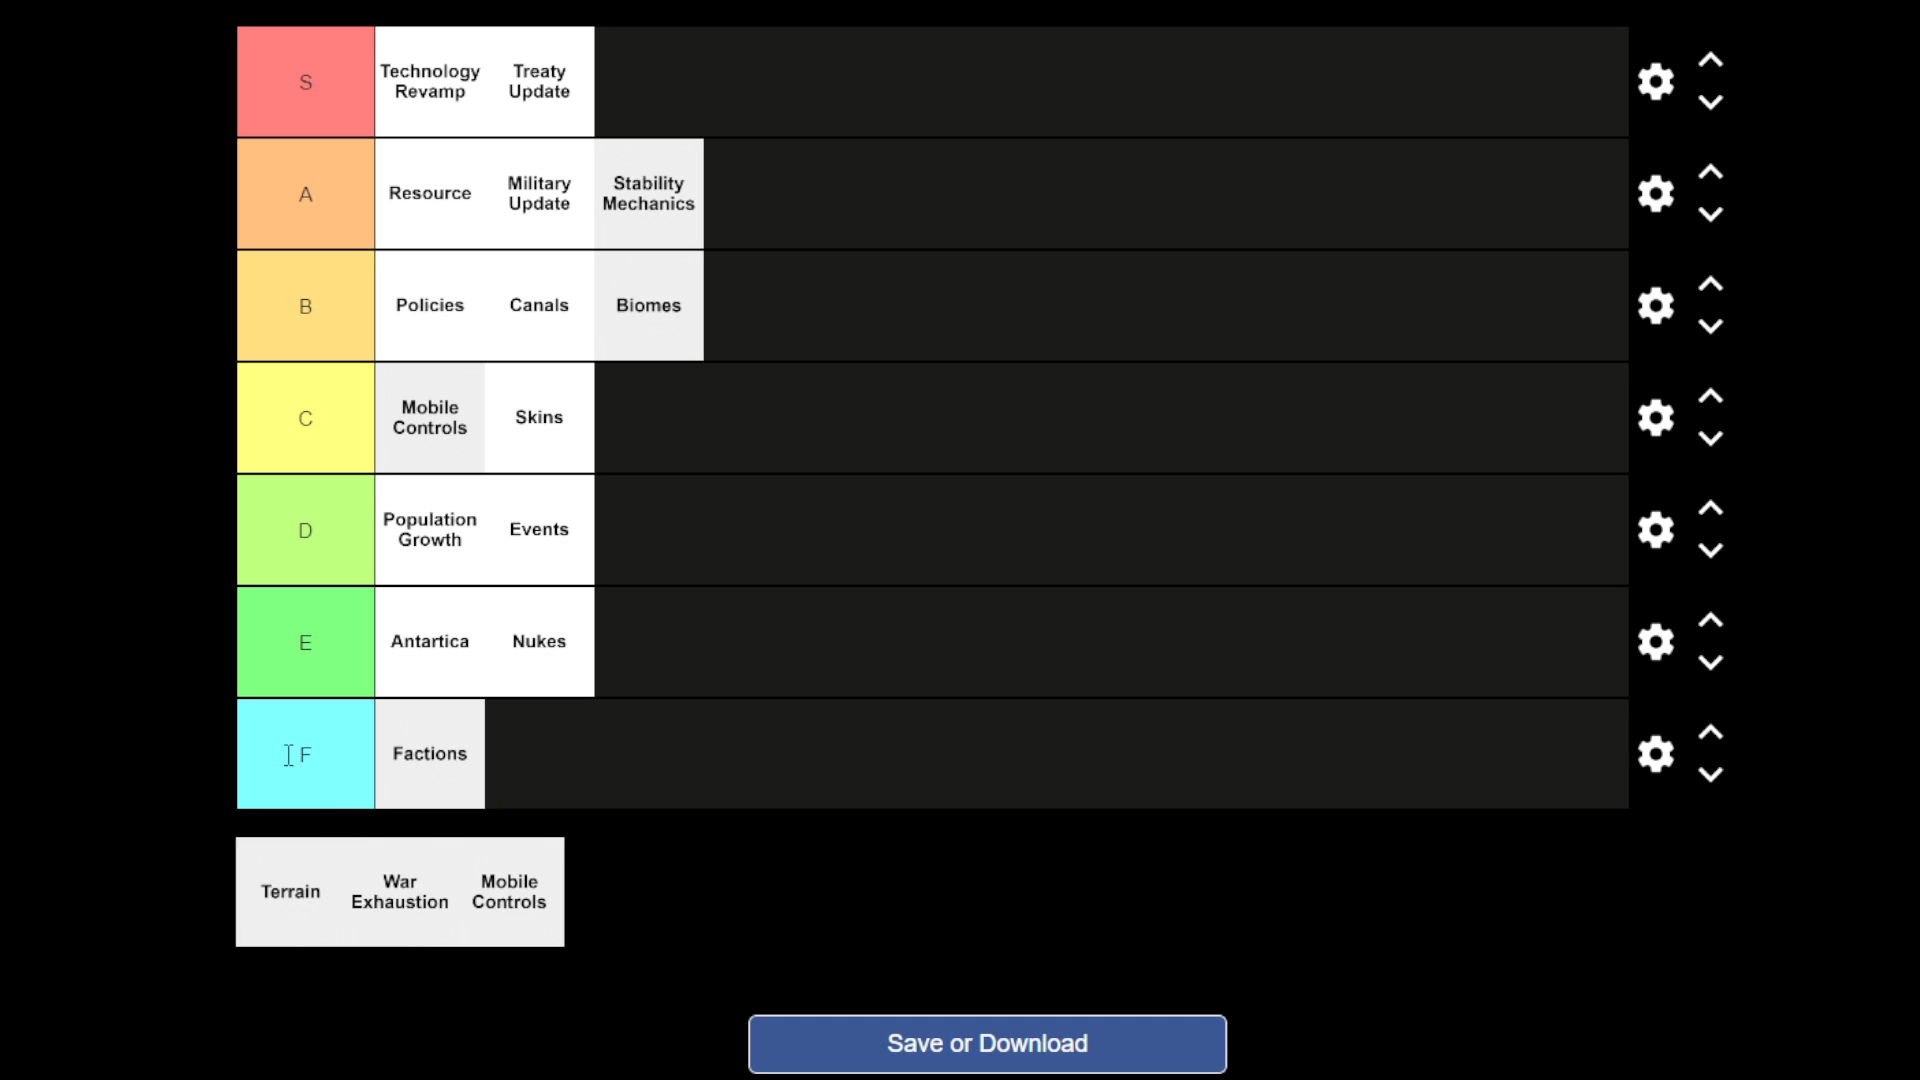 S
Technology
Revamp
Treaty
Update
A
Resource
Military
Update
Stability
Mechanics
B
Policies
Canals
Biomes
C
Mobile
Controls
Skins
D
Population
Growth
Events
E
Antartica
Nukes
F
Factions
Terrain
War
Exhaustion
Mobile
Controls
Save or Download